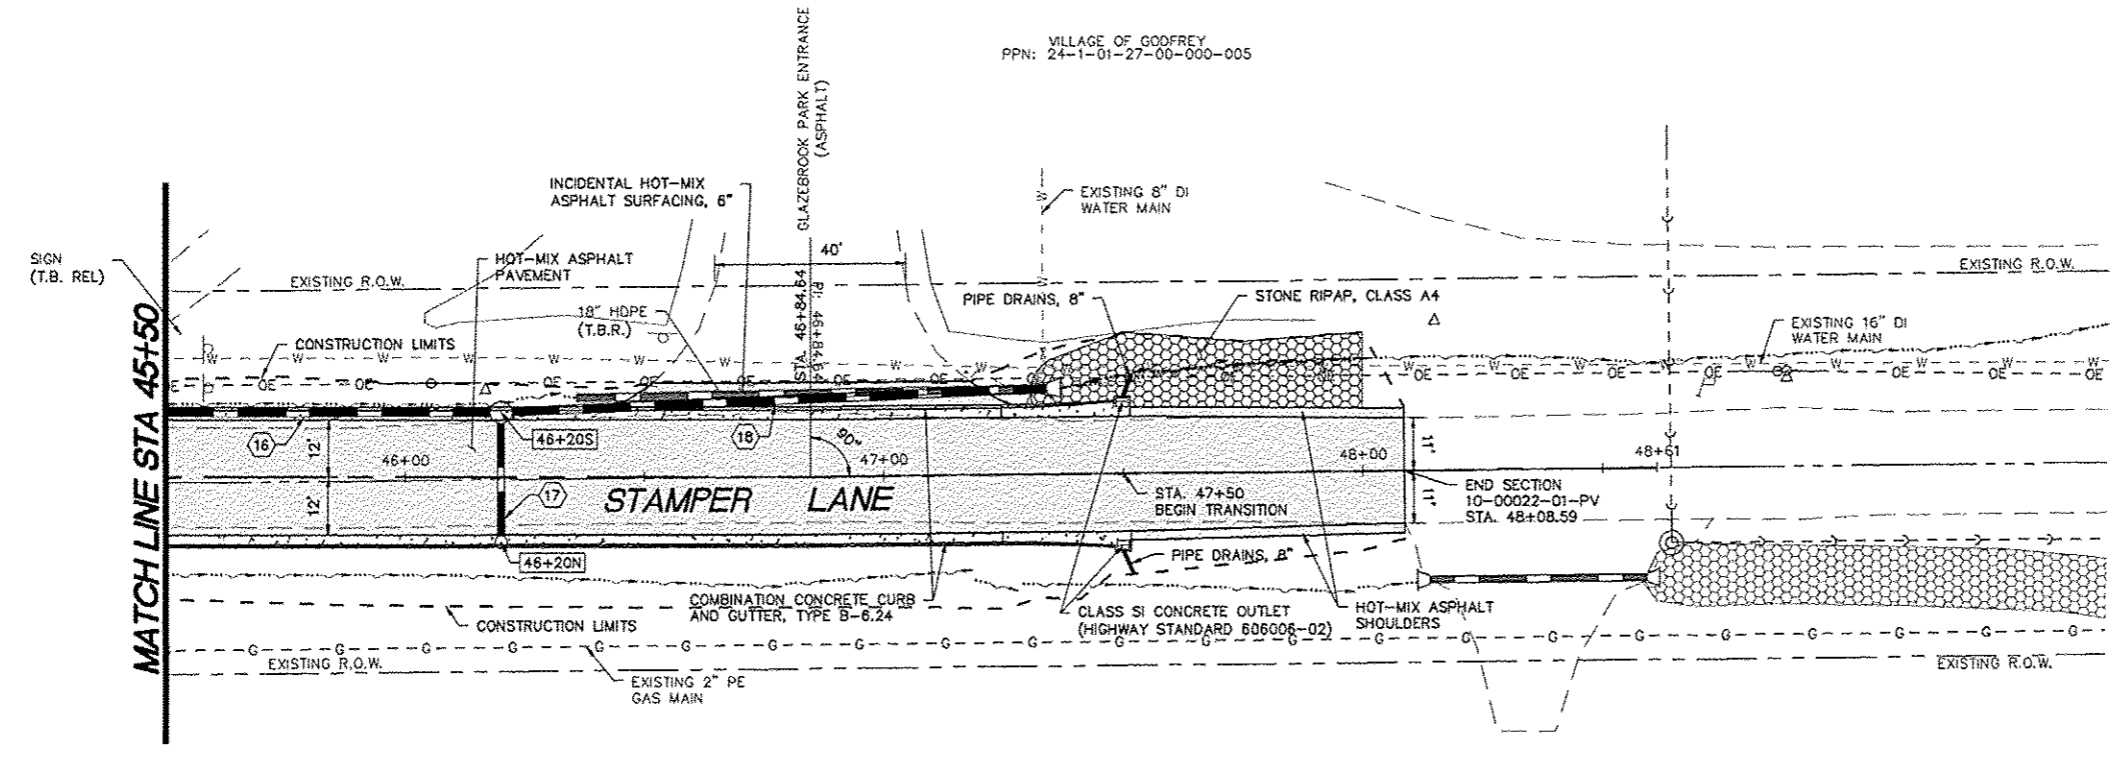 VILLAGE OF GODFREY
PPN: 24-1-01-27-00-000-005
GLAZEBROOK PARK ENTRANCE
(ASPHALT)
INCIDENTAL HOT-MIX
ASPHALT SURFACING, 6"
EXISTING 8" DI
WATER MAIN
SIGN
(T.B. REL)
HOT-MIX ASPHALT
PAVEMENT
40'
EXISTING R.O.W.
EXISTING R.O.W.
18" HDPE
(T.B.R.)
STA. 46+84.64
PI: 46+84.64
PIPE DRAINS, 8"
STONE RIPAP, CLASS A4
EXISTING 16" DI
WATER MAIN
CONSTRUCTION LIMITS
MATCH LINE STA 45+50
16
46+20S
18
90°
12'
46+00
47+00
48+00
11'
48+61
12'
17
STAMPER LANE
STA. 47+50
BEGIN TRANSITION
11'
END SECTION
10-00022-01-PV
STA. 48+08.59
46+20N
PIPE DRAINS, 8"
COMBINATION CONCRETE CURB
AND GUTTER, TYPE B-6.24
CLASS SI CONCRETE OUTLET
(HIGHWAY STANDARD 606006-02)
HOT-MIX ASPHALT
SHOULDERS
CONSTRUCTION LIMITS
EXISTING R.O.W.
EXISTING R.O.W.
EXISTING 2" PE
GAS MAIN